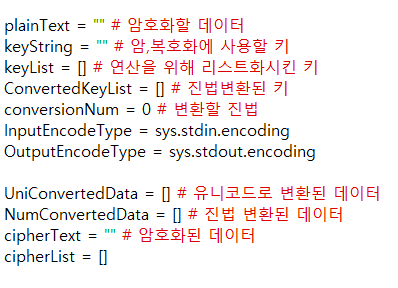 plainText = "" # 암호화할 데이터
keyString = "" # 암,복호화에 사용할 키
keyList = [] # 연산을 위해 리스트화시킨 키
ConvertedKeyList = [] # 진법변환된 키
conversionNum = 0 # 변환할 진법
InputEncodeType = sys.stdin.encoding
OutputEncodeType = sys.stdout.encoding

UniConvertedData = [] # 유니코드로 변환된 데이터
NumConvertedData = [] # 진법 변환된 데이터
cipherText = "" # 암호화된 데이터
cipherList = []